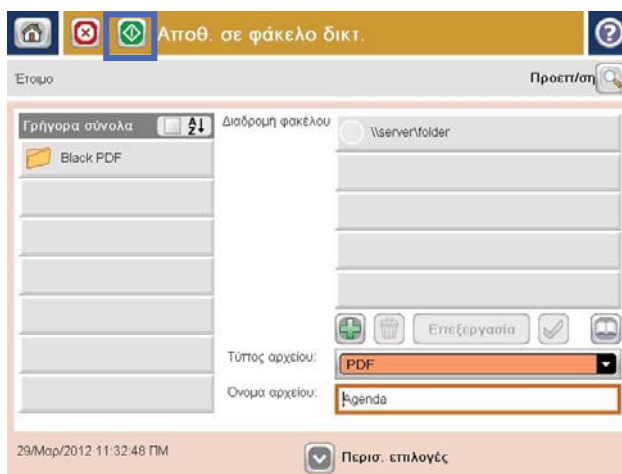 Αποθ. σε φάκελο δικτ.
Έτοιμο
Προεπ/ση
Γρήγορα σύνολα
Διαδρομή φακέλου
\\server\folder
Black PDF
Επεξεργασία
Τύπος αρχείου:
PDF
Όνομα αρχείου:
Agenda
29/Μαρ/2012 11:32:48 ΠΜ
Περισ. επιλογές